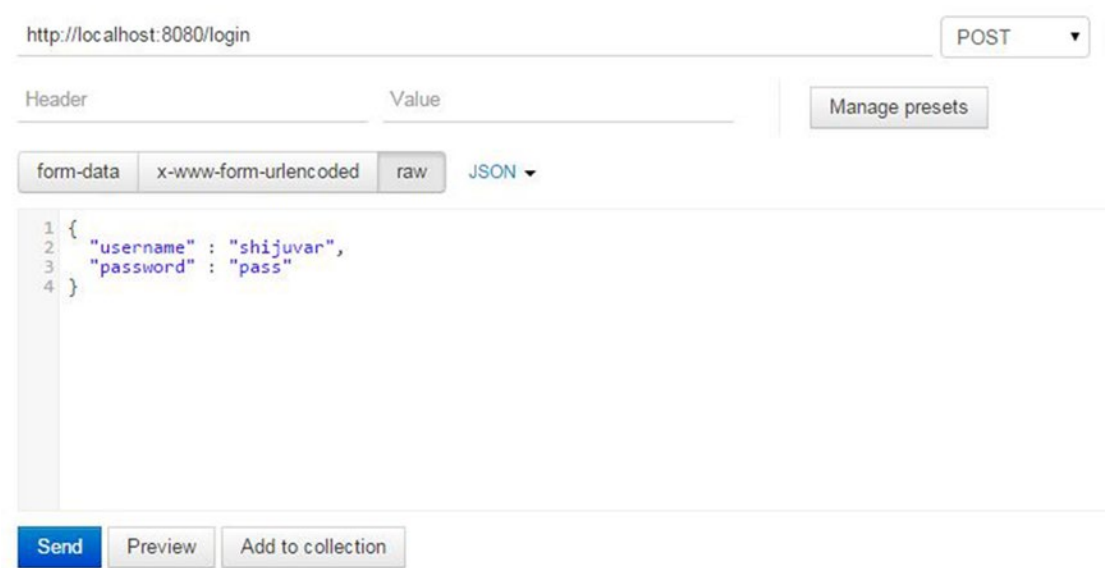 http://localhost:8080/login POST
Header Value Manage presets
form-data x-www-form-urlencoded raw JSON
1 {
2 "username" : "shijuvar",
3 "password" : "pass"
4 }
Send Preview Add to collection